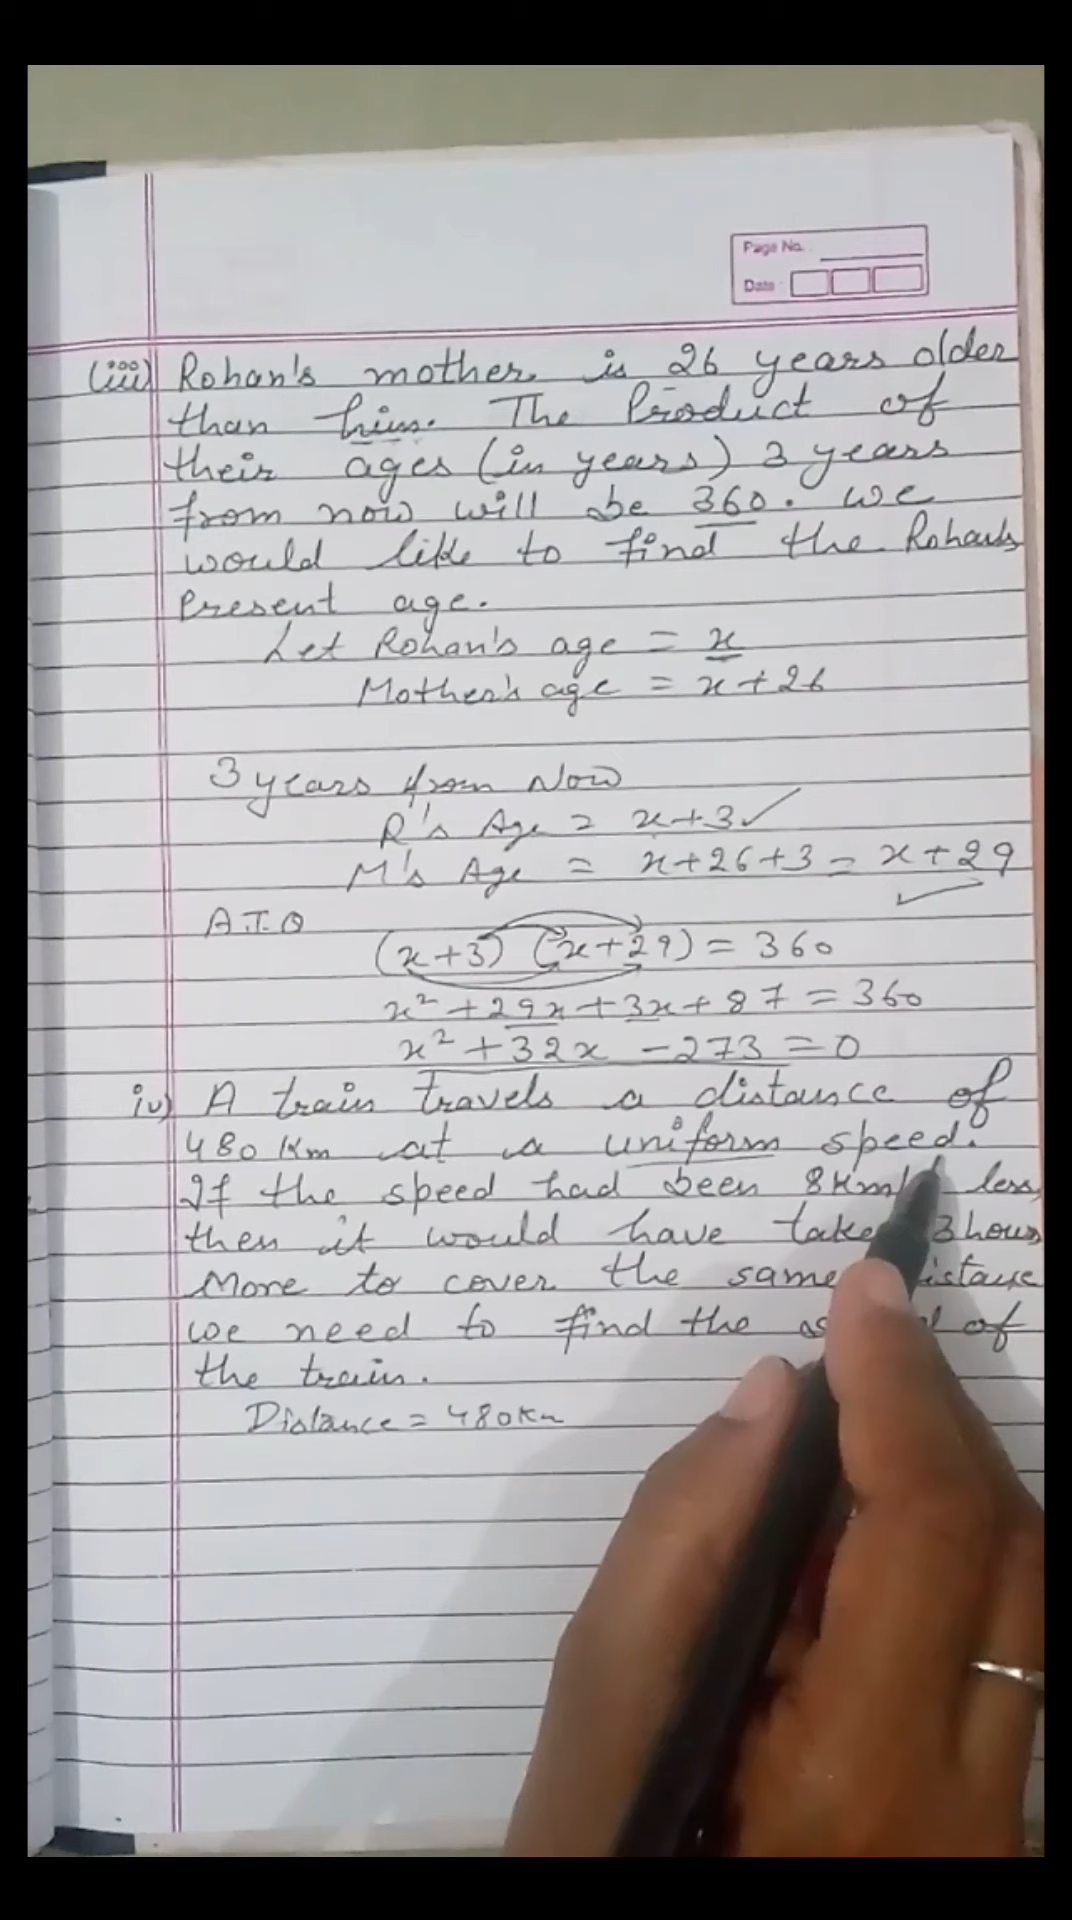 Page No.
Date :
(iii) Rohan's mother is 26 years older
than him. The Product of
their ages (in years) 3 years
from now will be 360. we
would like to find the Rohan's
Present age.
Let Rohan's age = x
Mother's age = x+26
3 years from Now
R's Age = x+3 ✓
M's Age = x+26+3 = x+29
A.T.Q
(x+3) (x+29) = 360
x² + 29x + 3x + 87 = 360
x² + 32x - 273 = 0
iv) A train travels a distance of
480 Km at a uniform speed.
If the speed had been 8 Km/ less,
then it would have take 3 hours
More to cover the same
we need to find the of
the train.
Distance = 480Km